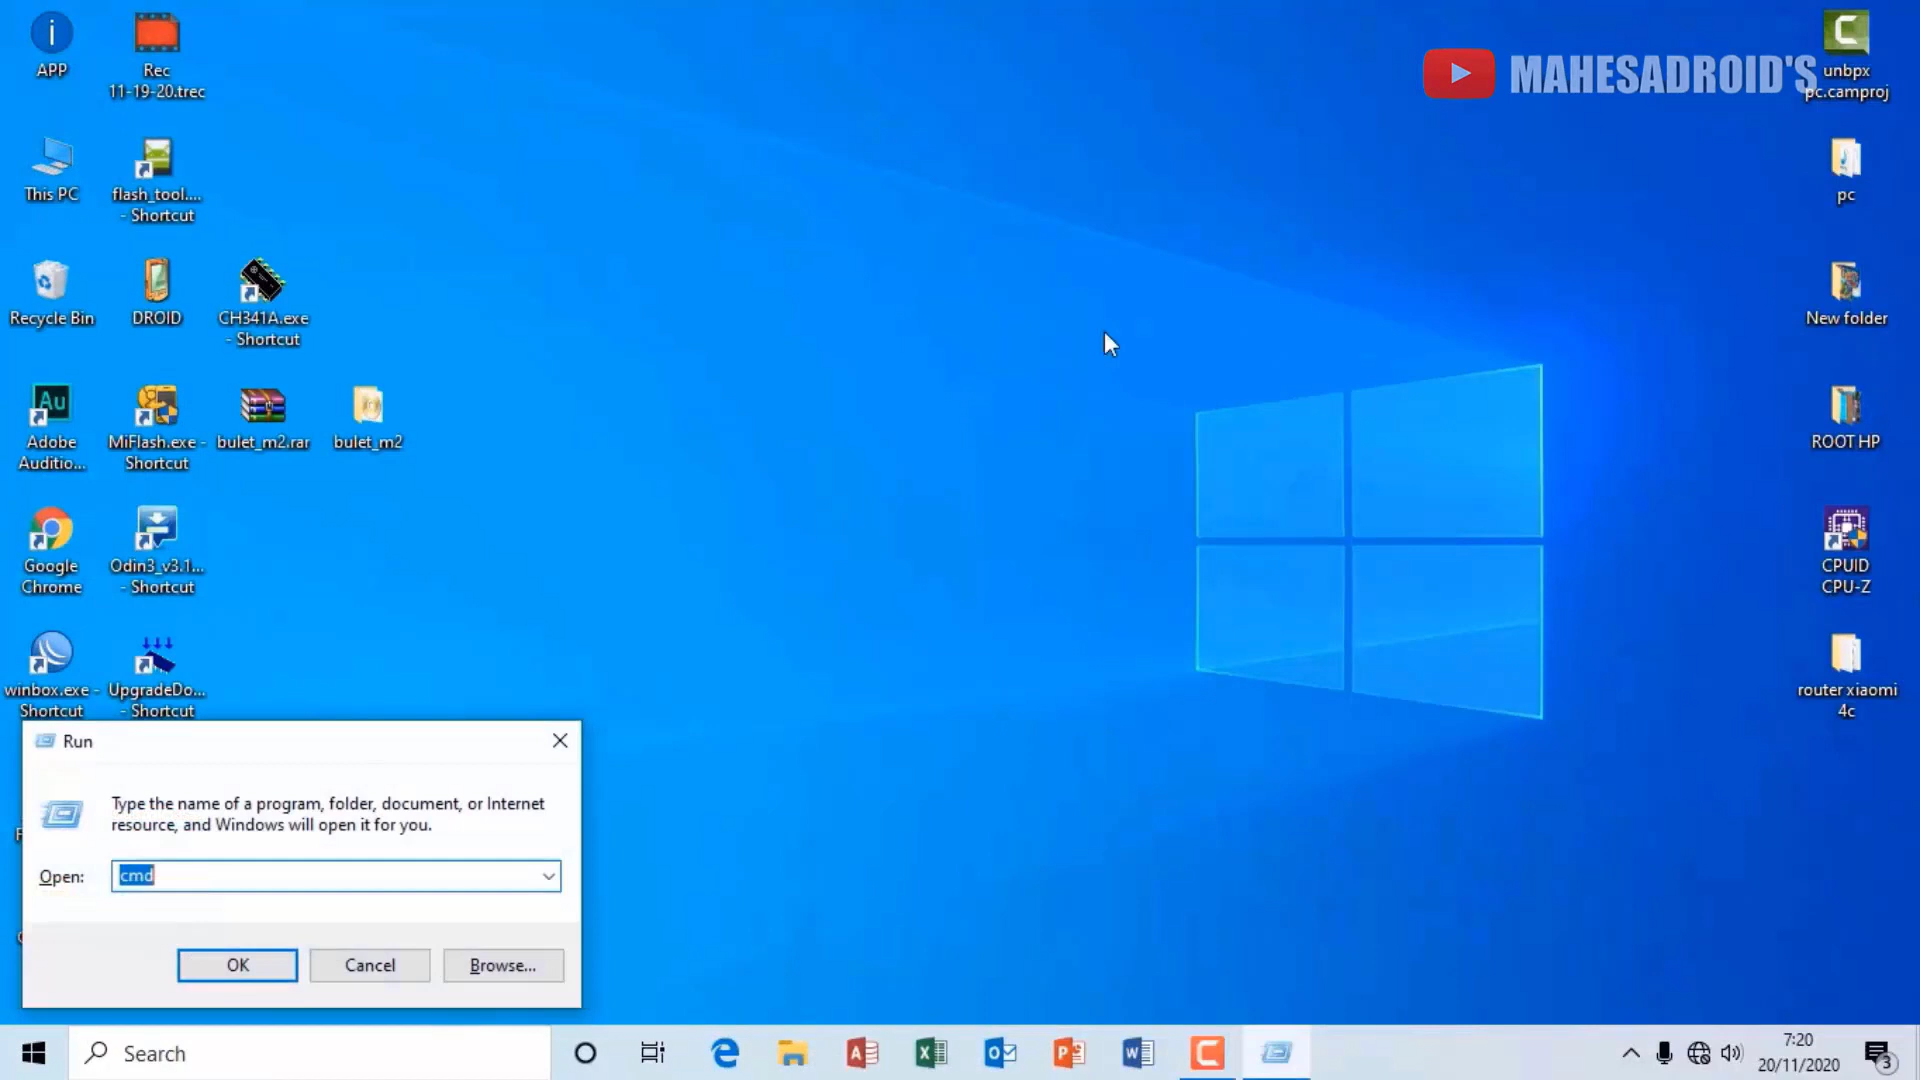 APP
Rec
11-19-20.trec
MAHESADROID'S
unbpx
pc.camproj
This PC
flash_tool....
- Shortcut
pc
Recycle Bin
DROID
CH341A.exe
- Shortcut
New folder
Au
Adobe
Auditio...
MiFlash.exe -
Shortcut
bulet_m2.rar
bulet_m2
ROOT HP
Google
Chrome
Odin3_v3.1...
- Shortcut
CPUID
CPU-Z
winbox.exe -
Shortcut
UpgradeDo...
- Shortcut
router xiaomi
4c
Run
Type the name of a program, folder, document, or Internet
resource, and Windows will open it for you.
Open:
cmd
OK
Cancel
Browse...
Search
7:20
20/11/2020
3